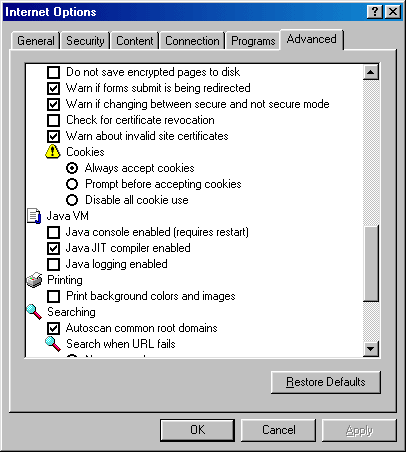 Internet Options
General Security Content Connection Programs Advanced
Do not save encrypted pages to disk
Warn if forms submit is being redirected
Warn if changing between secure and not secure mode
Check for certificate revocation
Warn about invalid site certificates
Cookies
Always accept cookies
Prompt before accepting cookies
Disable all cookie use
Java VM
Java console enabled (requires restart)
Java JIT compiler enabled
Java logging enabled
Printing
Print background colors and images
Searching
Autoscan common root domains
Search when URL fails
Restore Defaults
OK Cancel Apply